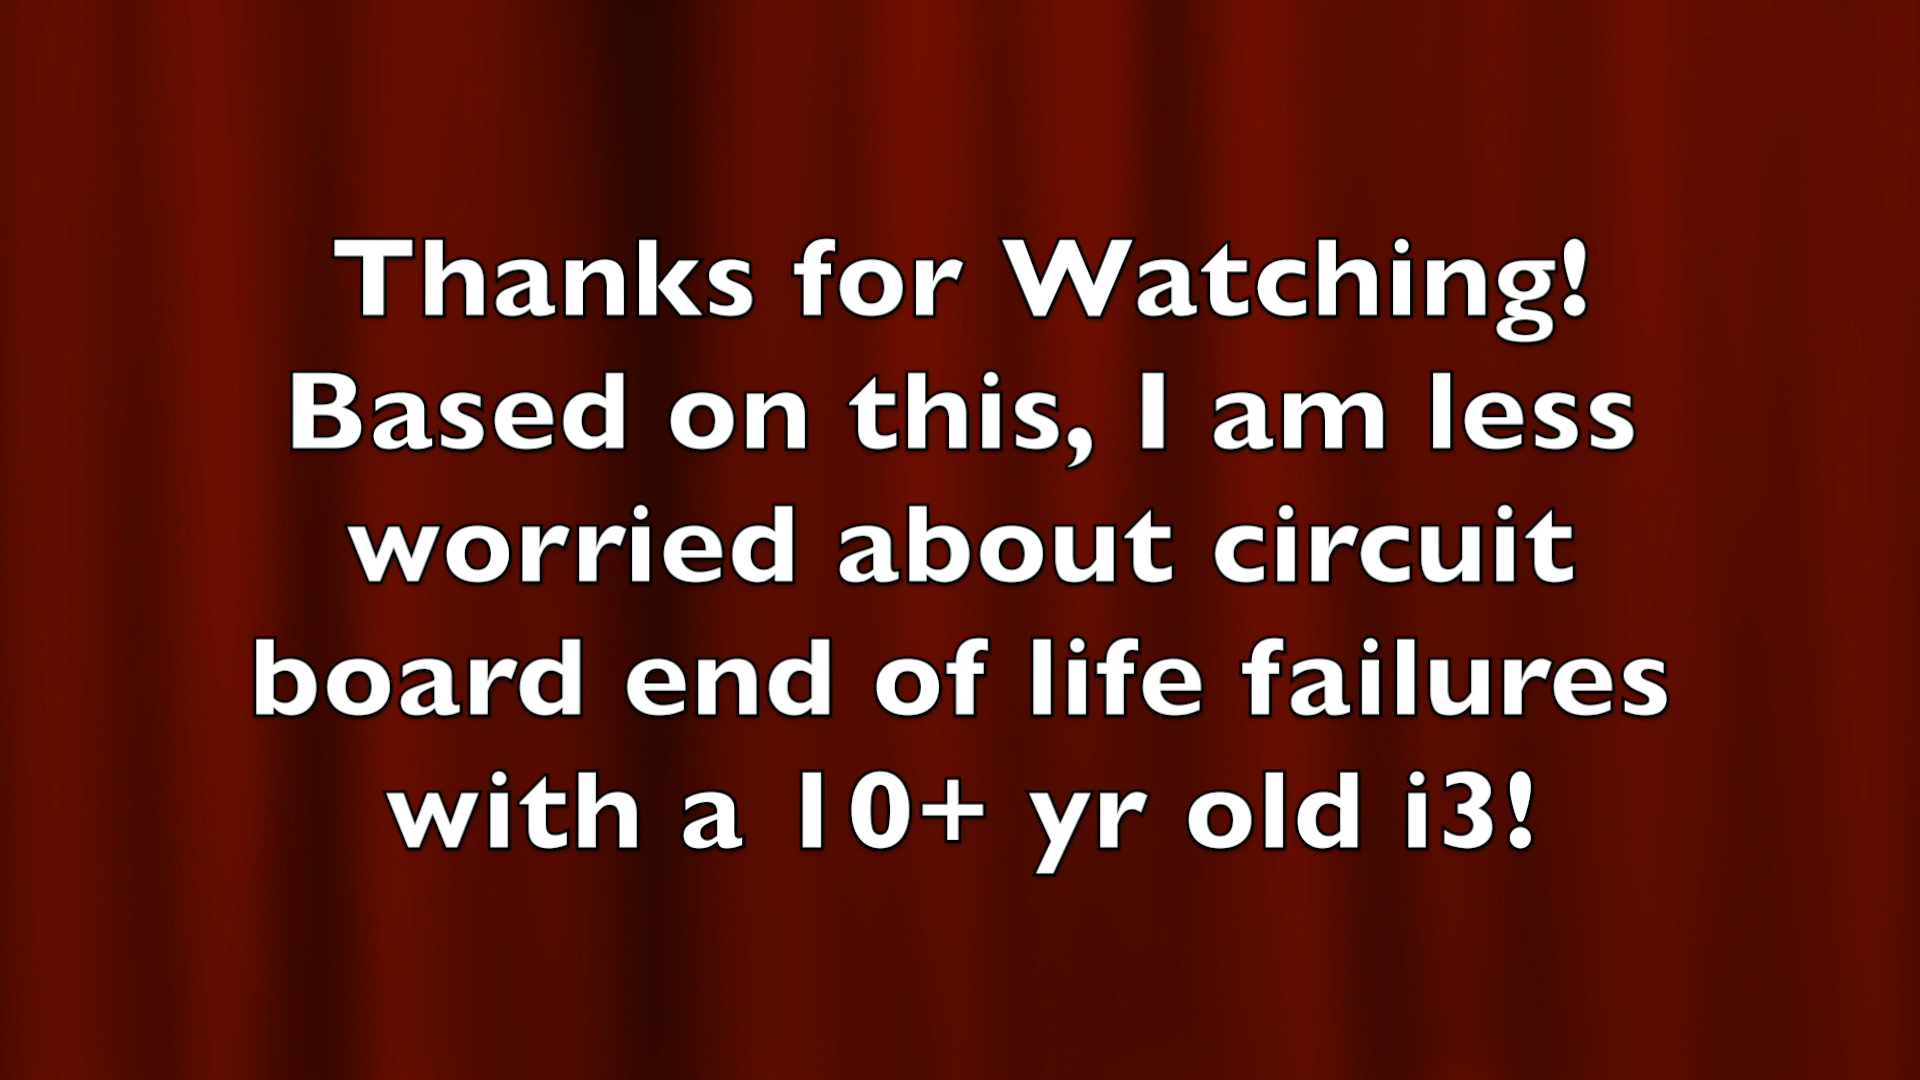 Thanks for Watching!
Based on this, I am less
worried about circuit
board end of life failures
with a 10+ yr old i3!